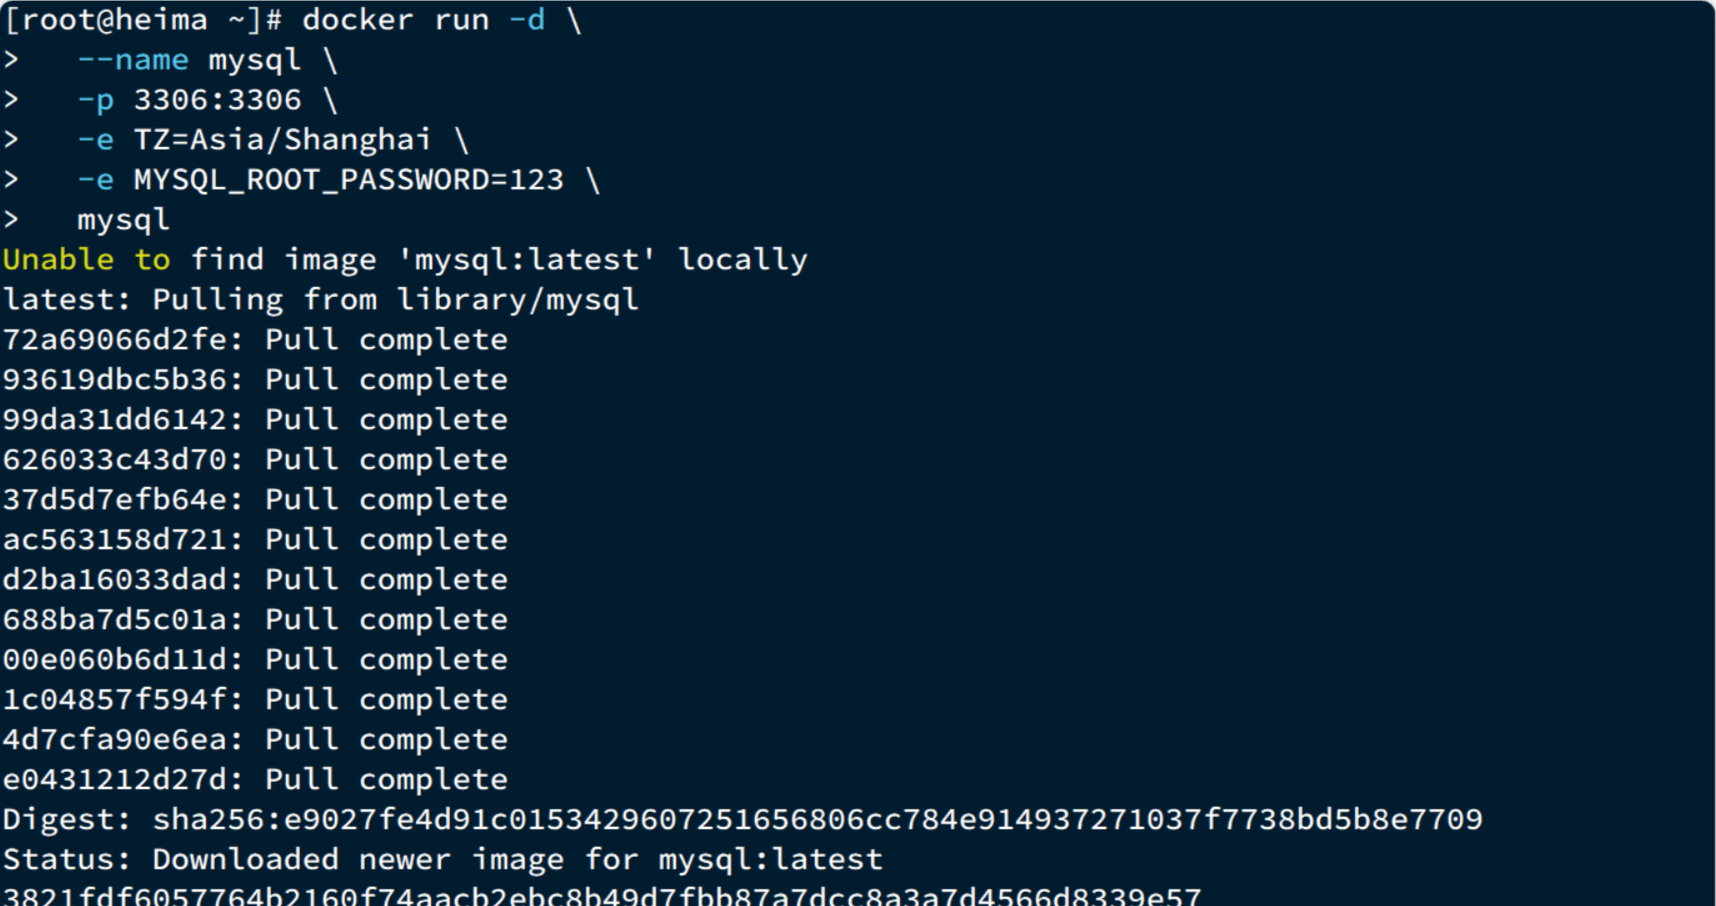 [root@heima ~]# docker run -d \
>   --name mysql \
>   -p 3306:3306 \
>   -e TZ=Asia/Shanghai \
>   -e MYSQL_ROOT_PASSWORD=123 \
>   mysql
Unable to find image 'mysql:latest' locally
latest: Pulling from library/mysql
72a69066d2fe: Pull complete
93619dbc5b36: Pull complete
99da31dd6142: Pull complete
626033c43d70: Pull complete
37d5d7efb64e: Pull complete
ac563158d721: Pull complete
d2ba16033dad: Pull complete
688ba7d5c01a: Pull complete
00e060b6d11d: Pull complete
1c04857f594f: Pull complete
4d7cfa90e6ea: Pull complete
e0431212d27d: Pull complete
Digest: sha256:e9027fe4d91c0153429607251656806cc784e914937271037f7738bd5b8e7709
Status: Downloaded newer image for mysql:latest
3821fdf6057764b2160f74aacb2ebc8b49d7fbb87a7dcc8a3a7d4566d8339e57